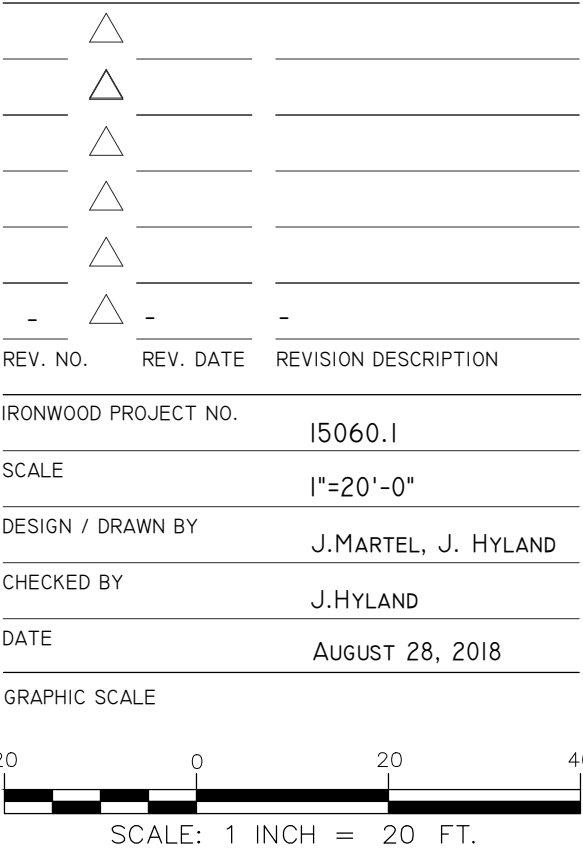 - - -
REV. NO. REV. DATE REVISION DESCRIPTION
IRONWOOD PROJECT NO.
15060.1
SCALE
1"=20'-0"
DESIGN / DRAWN BY
J.MARTEL, J. HYLAND
CHECKED BY
J.HYLAND
DATE
AUGUST 28, 2018
GRAPHIC SCALE
20 0 20
SCALE: 1 INCH = 20 FT.